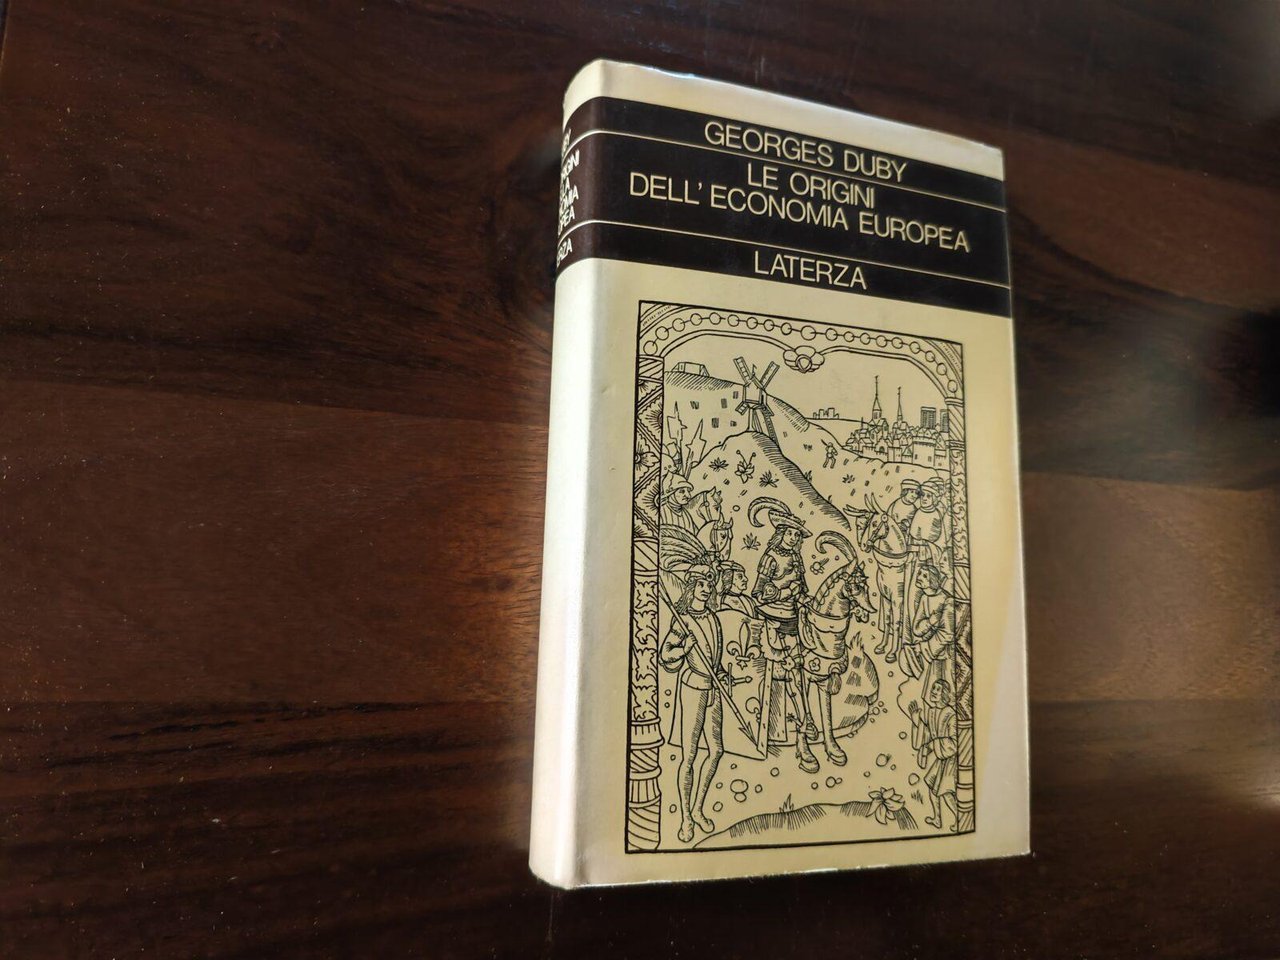 GEORGES DUBY
LE ORIGINI
DELL' ECONOMIA EUROPEA
LATERZA